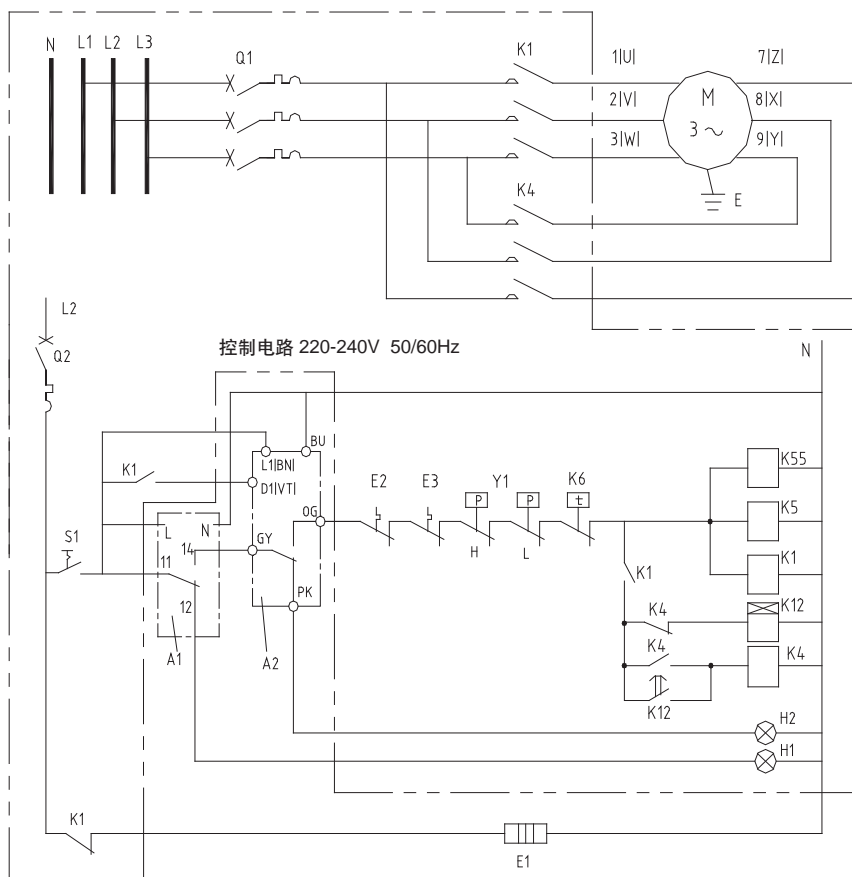 N L1 L2 L3 Q1 K1 1|U| 7|Z|
M 3 ~
2|V| 8|X|
3|W| 9|Y|
K4 E
L2
Q2
控制电路 220-240V 50/60Hz
N
BU
L1|BN|
K1 D1|VT|
E2 E3 Y1 K6 K55
P P t
OG K5
S1 L N
14 GY H L
11 K1 K1
12 PK K4 K12
A1 A2 K4 K4
K12
H2
H1
K1
E1